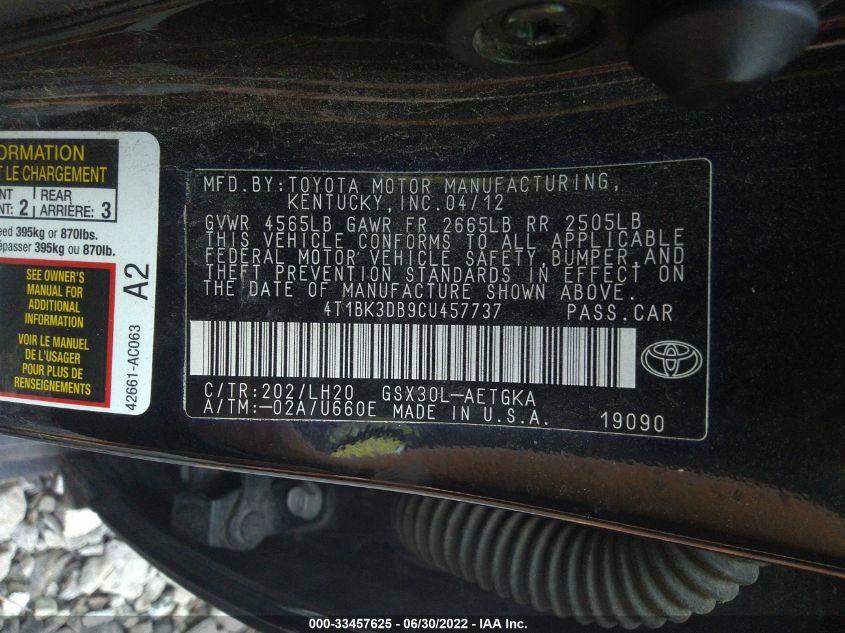 ORMATION
T LE CHARGEMENT
NT : 2 REAR ARRIÈRE : 3
eed 395kg or 870lbs.
épasser 395kg ou 870lb.
SEE OWNER'S
MANUAL FOR
ADDITIONAL
INFORMATION
VOIR LE MANUEL
DE L'USAGER
POUR PLUS DE
RENSEIGNEMENTS
A2
42661-AC063
MFD.BY:TOYOTA MOTOR MANUFACTURING,
KENTUCKY, INC.04/12
GVWR 4565LB GAWR FR 2665LB RR 2505LB
THIS VEHICLE CONFORMS TO ALL APPLICABLE
FEDERAL MOTOR VEHICLE SAFETY,BUMPER,AND
THEFT PREVENTION STANDARDS IN EFFECT ON
THE DATE OF MANUFACTURE SHOWN ABOVE.
4T1BK3DB9CU457737 PASS.CAR
C/TR:202/LH20 GSX30L-AETGKA
A/TM:-02A/U660E MADE IN U.S.A.
19090
000-33457625 - 06/30/2022 - IAA Inc.